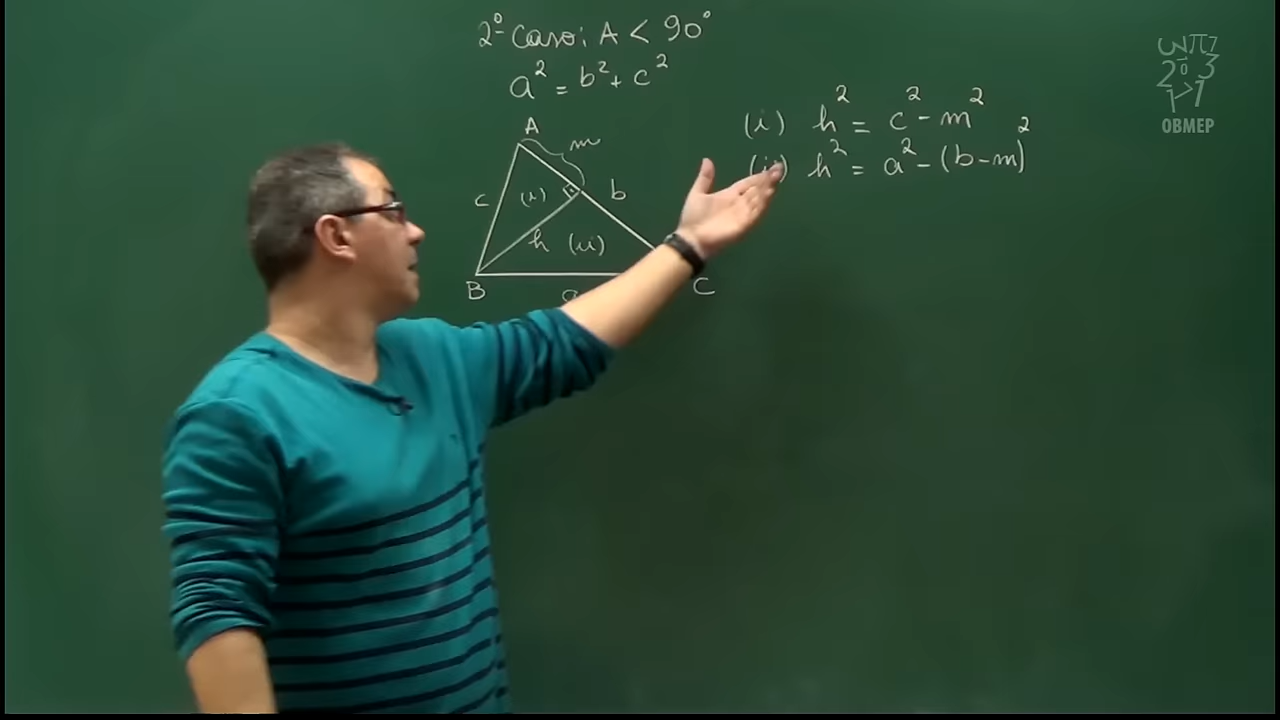 2º Caso: A < 90°
a² = b² + c²
A
m
c
(i)
b
h
(ii)
B
a
C
(i) h² = c² - m²
(ii) h² = a² - (b-m)²
OBMEP